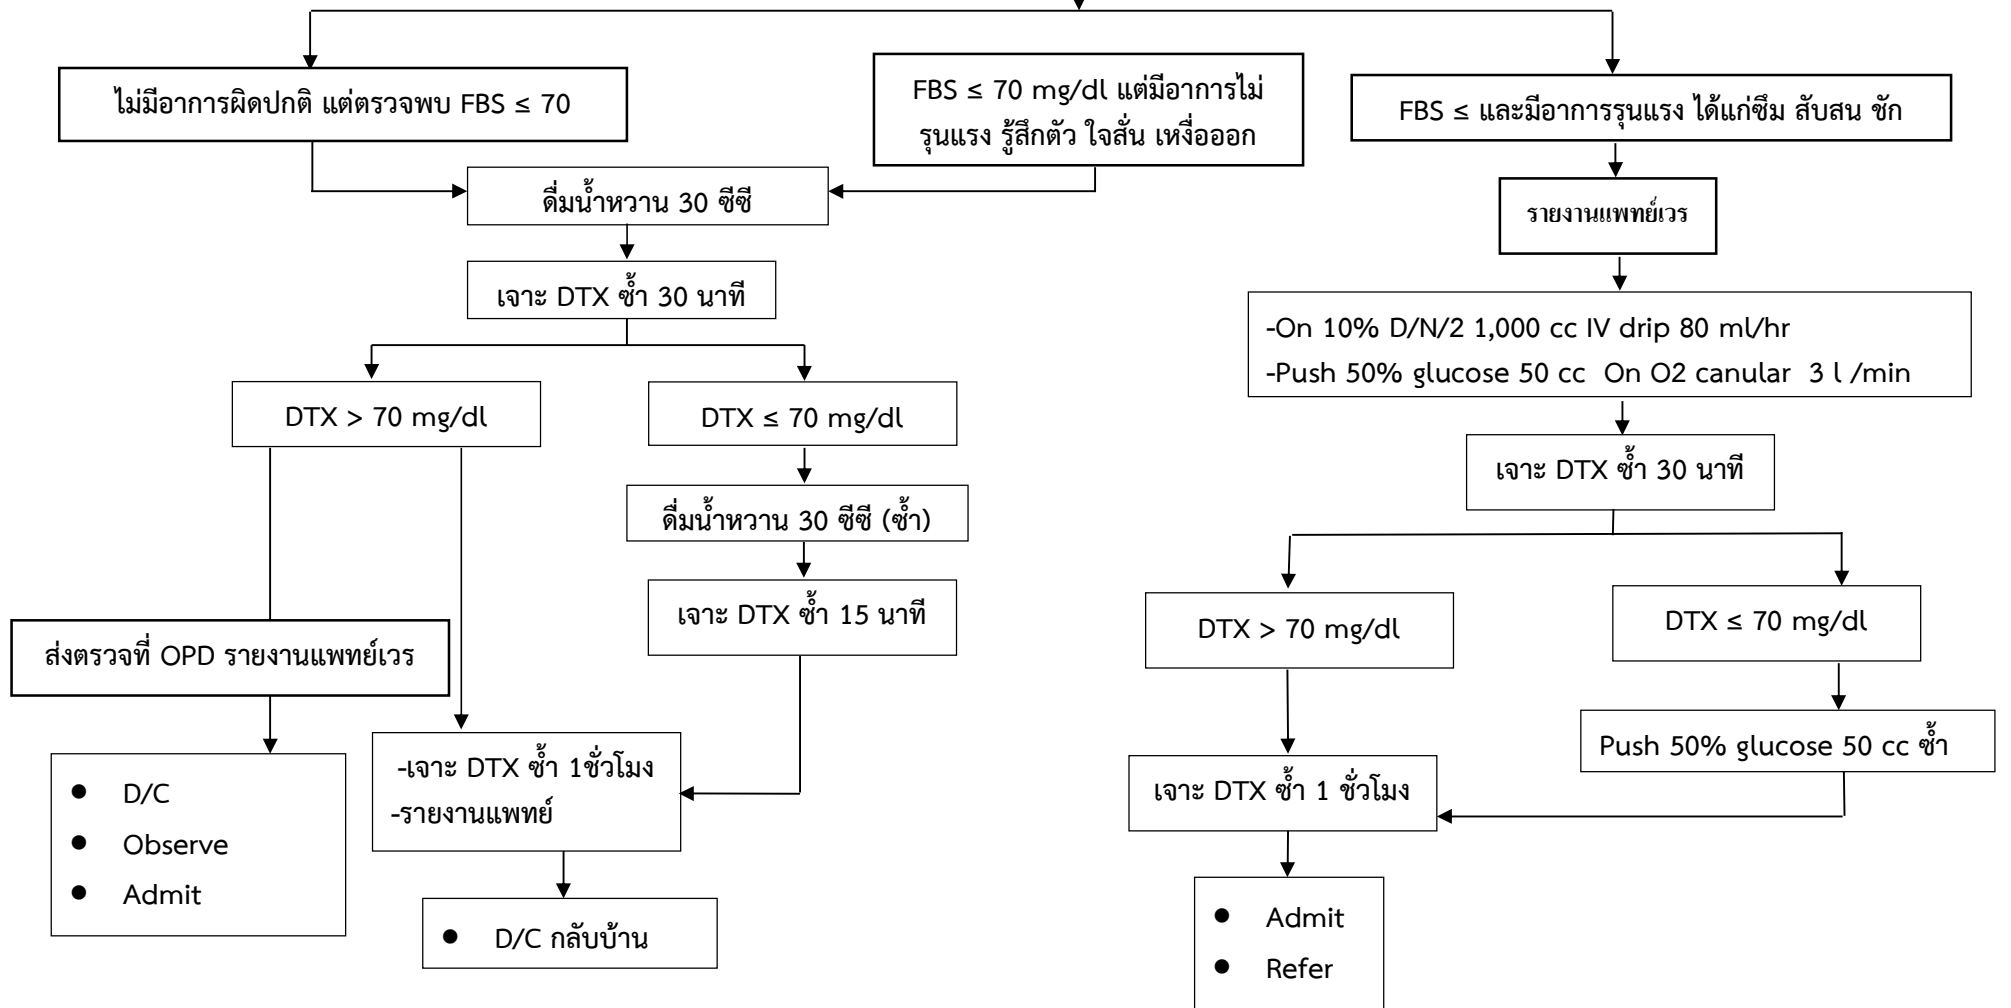 ไม่มีอาการผิดปกติ แต่ตรวจพบ FBS ≤ 70
FBS ≤ 70 mg/dl แต่มีอาการไม่
รุนแรง รู้สึกตัว ใจสั่น เหงื่อออก
FBS ≤ และมีอาการรุนแรง ได้แก่ซึม สับสน ชัก
ดื่มน้ำหวาน 30 ซีซี
รายงานแพทย์เวร
เจาะ DTX ซ้ำ 30 นาที
-On 10% D/N/2 1,000 cc IV drip 80 ml/hr
-Push 50% glucose 50 cc On O2 canular 3 l /min
DTX > 70 mg/dl
DTX ≤ 70 mg/dl
เจาะ DTX ซ้ำ 30 นาที
ดื่มน้ำหวาน 30 ซีซี (ซ้ำ)
เจาะ DTX ซ้ำ 15 นาที
DTX > 70 mg/dl
DTX ≤ 70 mg/dl
ส่งตรวจที่ OPD รายงานแพทย์เวร
Push 50% glucose 50 cc ซ้ำ
● D/C
● Observe
● Admit
-เจาะ DTX ซ้ำ 1ชั่วโมง
-รายงานแพทย์
เจาะ DTX ซ้ำ 1 ชั่วโมง
● D/C กลับบ้าน
● Admit
● Refer